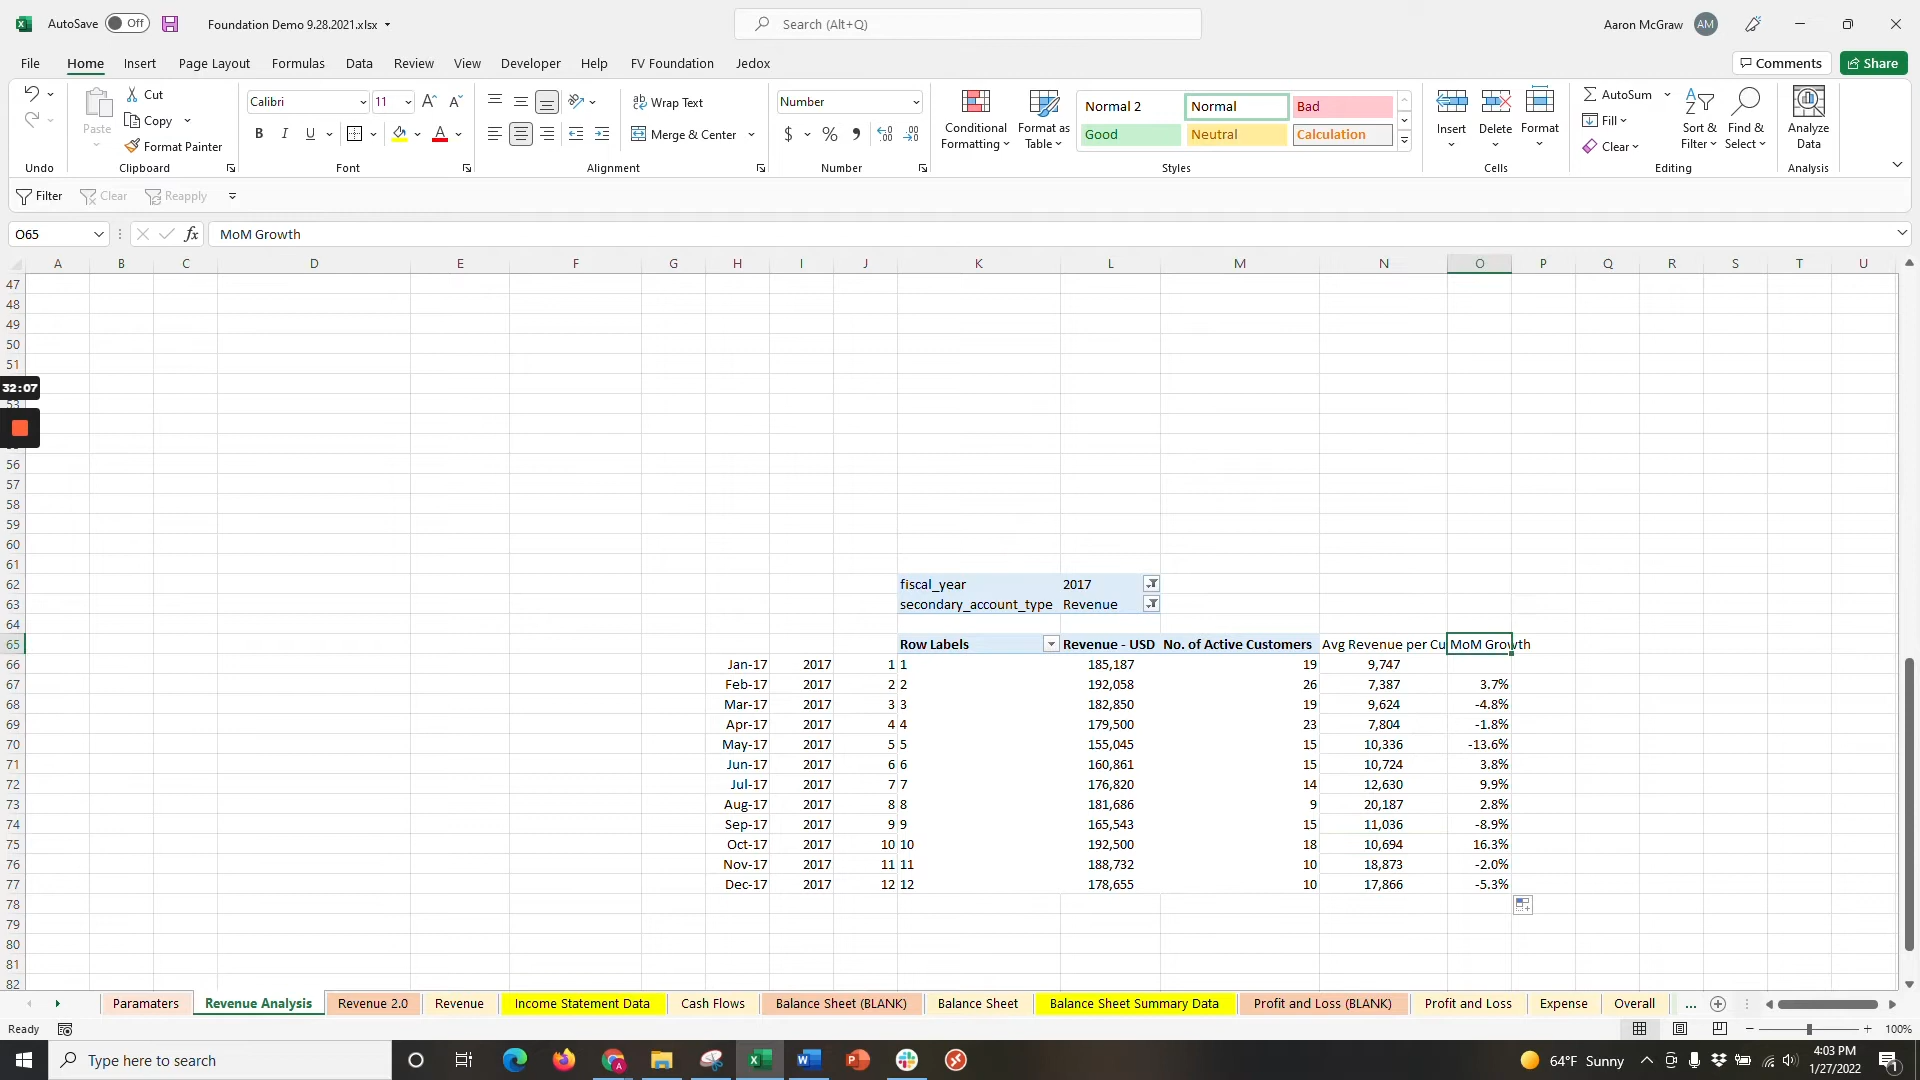 AutoSave Off Foundation Demo 9.28.2021.xlsx Search (Alt+Q) Aaron McGraw AM
File Home Insert Page Layout Formulas Data Review View Developer Help FV Foundation Jedox Comments Share
Paste Cut Copy Format Painter
Calibri 11 B I U A
Wrap Text Merge & Center
Number $ % 9
Conditional Formatting Format as Table
Normal 2 Normal Bad
Good Neutral Calculation
Insert Delete Format
AutoSum Fill Clear
Sort & Filter Find & Select
Analyze Data
Undo Clipboard Font Alignment Number Styles Cells Editing Analysis
Filter Clear Reapply
O65 fx MoM Growth
A B C D E F G H I J K L M N O P Q R S T U
47
48
49
50
51
32:07
53
56
57
58
59
60
61
62 fiscal_year 2017
63 secondary_account_type Revenue
64
65 Row Labels Revenue - USD No. of Active Customers Avg Revenue per Cu MoM Growth
66 Jan-17 2017 1 1 185,187 19 9,747
67 Feb-17 2017 2 2 192,058 26 7,387 3.7%
68 Mar-17 2017 3 3 182,850 19 9,624 -4.8%
69 Apr-17 2017 4 4 179,500 23 7,804 -1.8%
70 May-17 2017 5 5 155,045 15 10,336 -13.6%
71 Jun-17 2017 6 6 160,861 15 10,724 3.8%
72 Jul-17 2017 7 7 176,820 14 12,630 9.9%
73 Aug-17 2017 8 8 181,686 9 20,187 2.8%
74 Sep-17 2017 9 9 165,543 15 11,036 -8.9%
75 Oct-17 2017 10 10 192,500 18 10,694 16.3%
76 Nov-17 2017 11 11 188,732 10 18,873 -2.0%
77 Dec-17 2017 12 12 178,655 10 17,866 -5.3%
78
79
80
81
82
Paramaters Revenue Analysis Revenue 2.0 Revenue Income Statement Data Cash Flows Balance Sheet (BLANK) Balance Sheet Balance Sheet Summary Data Profit and Loss (BLANK) Profit and Loss Expense Overall ...
Ready 100%
Type here to search 64°F Sunny 4:03 PM
1/27/2022 1